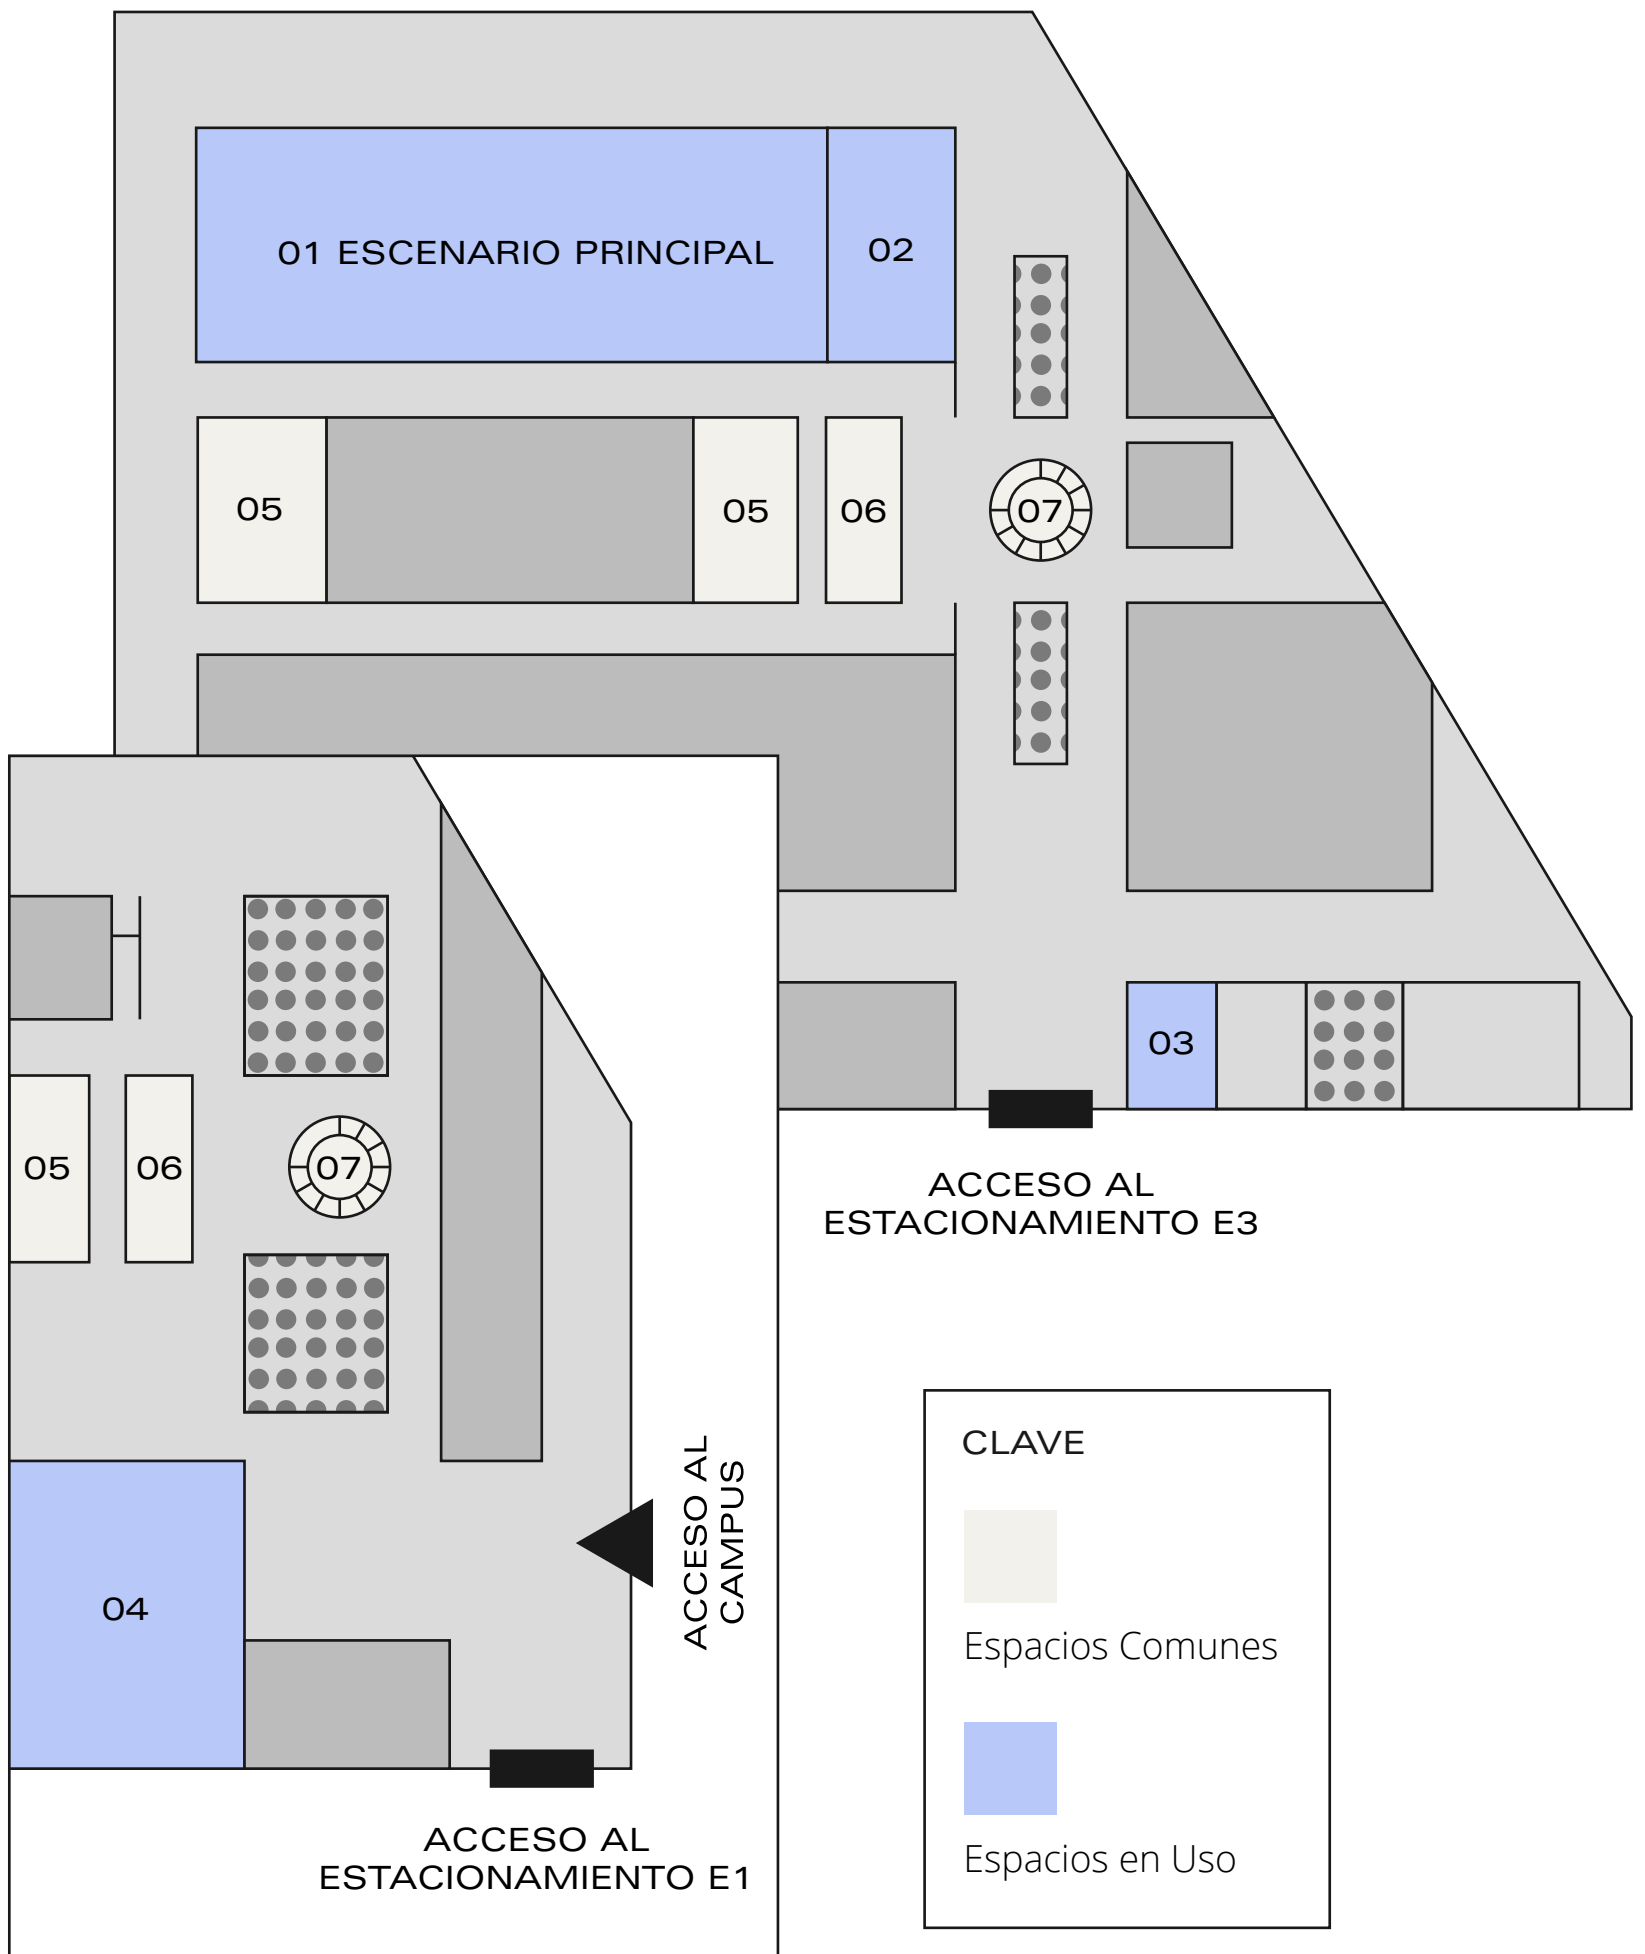 01 ESCENARIO PRINCIPAL
02
05
05
06
07
03
ACCESO AL
ESTACIONAMIENTO E3
05
06
07
04
ACCESO AL
CAMPUS
ACCESO AL
ESTACIONAMIENTO E1
CLAVE
Espacios Comunes
Espacios en Uso